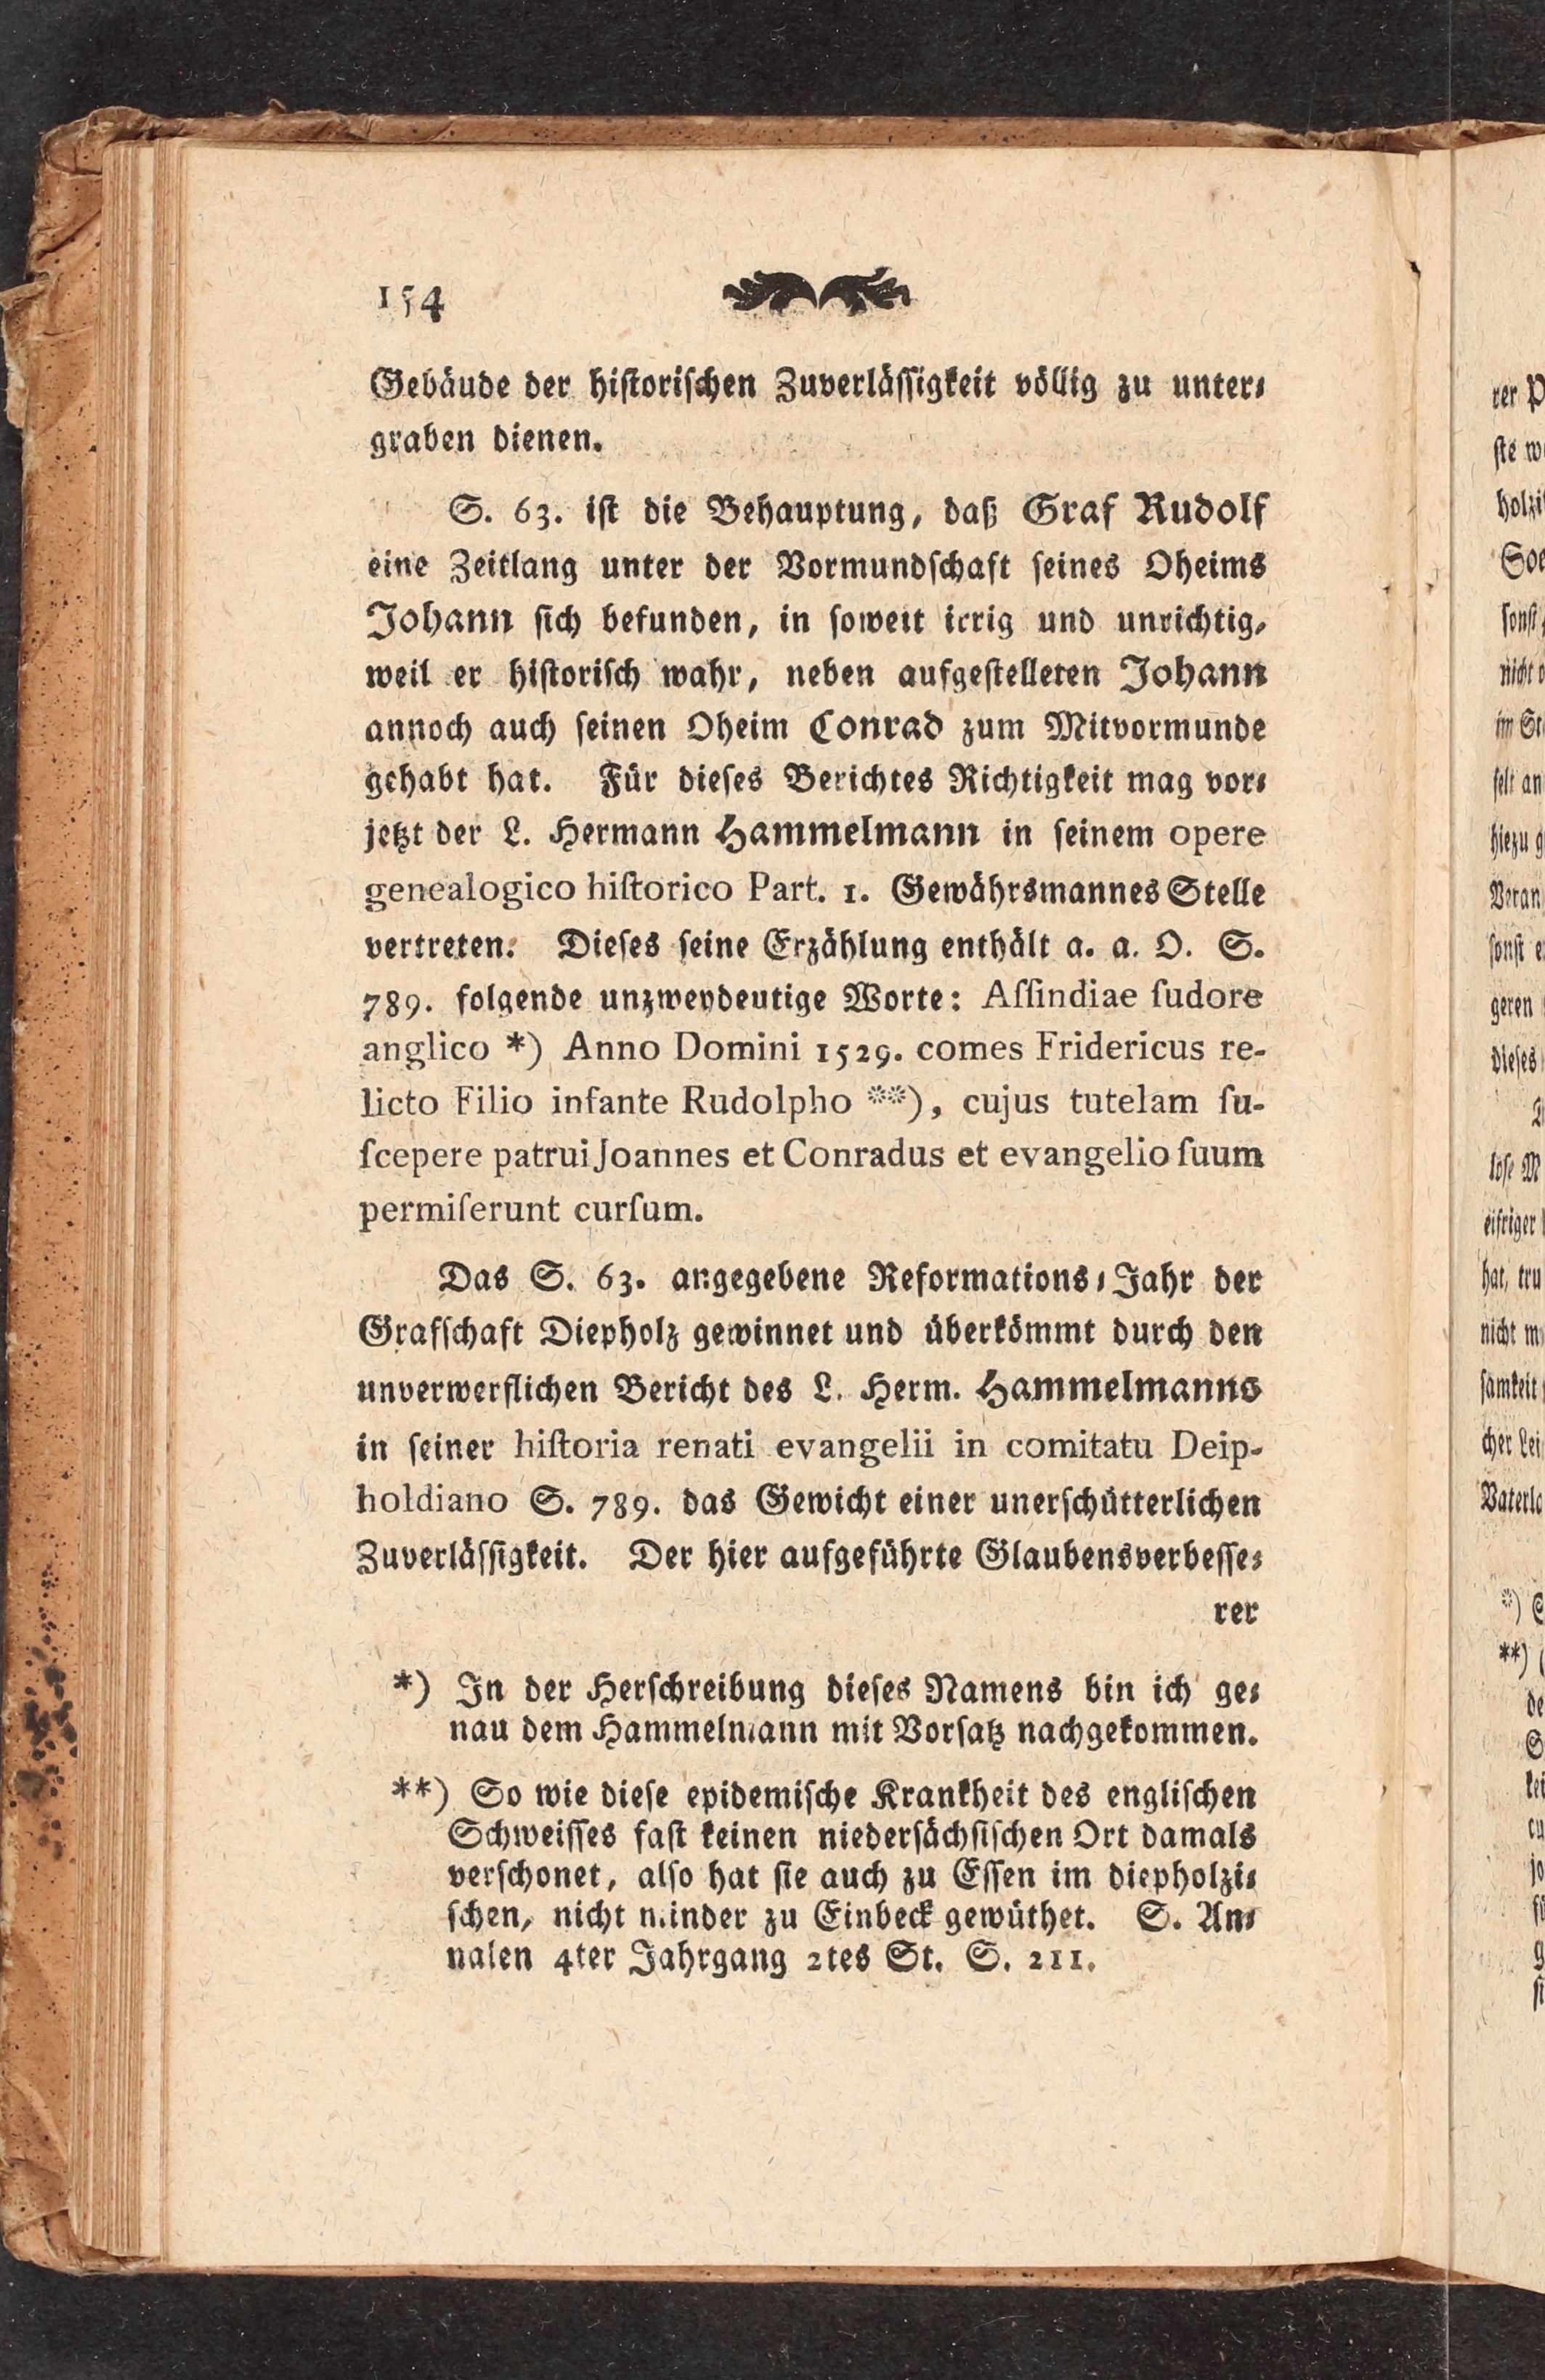 154
Gebäude der hiſtoriſchen Zuverläſſigkeit völlig zu unter⸗
graben dienen.
S. 63. iſt die Behauptung, daß Graf Rudolf
eine Zeitlang unter der Vormundſchaft ſeines Oheims
Johann ſich befunden, in ſoweit irrig und unrichtig,
weil er hiſtoriſch wahr, neben aufgeſtelleten Johann
annoch auch ſeinen Oheim Conrad zum Mitvormunde
gehabt hat. Für dieſes Berichtes Richtigkeit mag vor⸗
jetzt der L. Hermann Hammelmann in ſeinem opere
genealogico hiſtorico Part. 1. Gewährsmannes Stelle
vertreten. Dieſes ſeine Erzählung enthält a. a. O. S.
789. folgende unzweydeutige Worte: Aſſindiae ſudore
anglico *) Anno Domini 1529. comes Fridericus re-
licto Filio infante Rudolpho **), cujus tutelam ſu-
ſcepere patrui Joannes et Conradus et evangelio ſuum
permiſerunt curſum.
Das S. 63. angegebene Reformations⸗Jahr der
Grafſchaft Diepholz gewinnet und überkömmt durch den
unverwerflichen Bericht des L. Herm. Hammelmanns
in ſeiner hiſtoria renati evangelii in comitatu Deip-
holdiano S. 789. das Gewicht einer unerſchütterlichen
Zuverläſſigkeit. Der hier aufgeführte Glaubensverbeſſe⸗
rer
*) In der Herſchreibung dieſes Namens bin ich ge⸗
nau dem Hammelmann mit Vorſatz nachgekommen.
**) So wie dieſe epidemiſche Krankheit des engliſchen
Schweiſſes faſt keinen niederſächſiſchen Ort damals
verſchonet, alſo hat ſie auch zu Eſſen im diepholzi⸗
ſchen, nicht minder zu Einbeck gewüthet. S. An⸗
nalen 4ter Jahrgang 2tes St. S. 211.